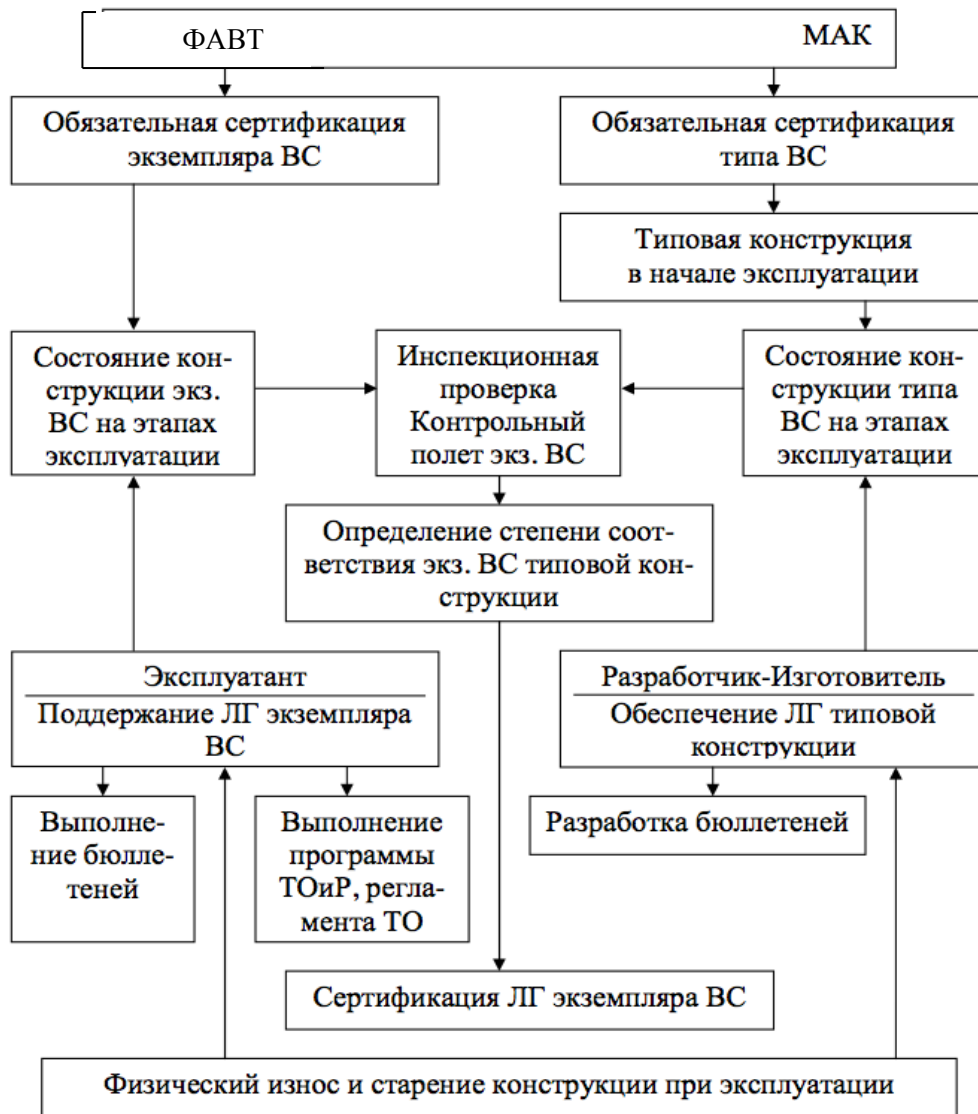 ФАВТ
МАК
Обязательная сертификация
экземпляра ВС
Обязательная сертификация
типа ВС
Типовая конструкция
в начале эксплуатации
Состояние кон-
струкции экз.
ВС на этапах
эксплуатации
Инспекционная
проверка
Контрольный
полет экз. ВС
Состояние кон-
струкции типа
ВС на этапах
эксплуатации
Определение степени соот-
ветствия экз. ВС типовой кон-
струкции
Эксплуатант
Поддержание ЛГ экземпляра
ВС
Разработчик-Изготовитель
Обеспечение ЛГ типовой
конструкции
Выполне-
ние бюлле-
теней
Выполнение
программы
ТОиР, регла-
мента ТО
Разработка бюллетеней
Сертификация ЛГ экземпляра ВС
Физический износ и старение конструкции при эксплуатации